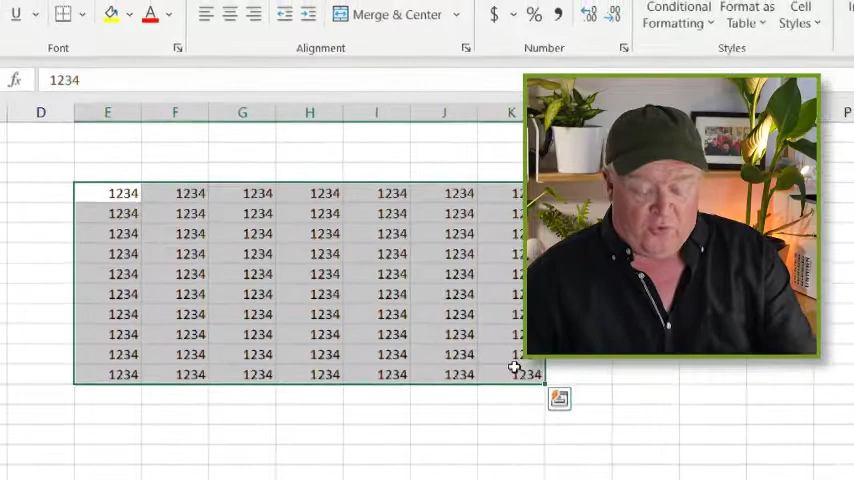 U A Merge & Center $ % , Conditional Format as Cell
Formatting Table Styles
Font Alignment Number Styles
fx 1234
D E F G H I J K P
1234 1234 1234 1234 1234 1234
1234 1234 1234 1234 1234 1234
1234 1234 1234 1234 1234 1234
1234 1234 1234 1234 1234 1234
1234 1234 1234 1234 1234 1234
1234 1234 1234 1234 1234 1234
1234 1234 1234 1234 1234 1234
1234 1234 1234 1234 1234 1234
1234 1234 1234 1234 1234 1234
1234 1234 1234 1234 1234 1234 1234